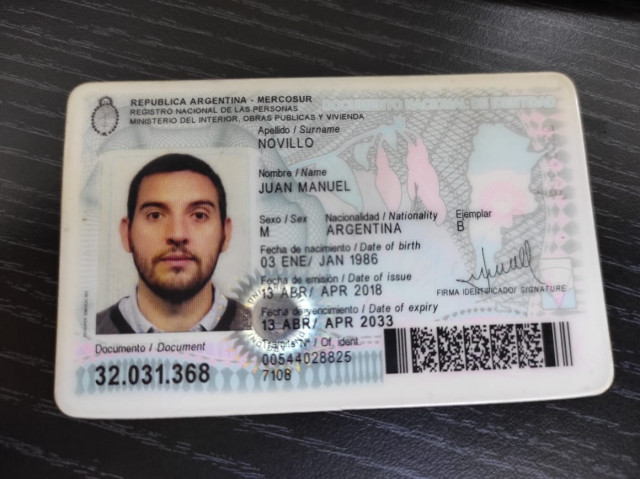 REPUBLICA ARGENTINA - MERCOSUR
REGISTRO NACIONAL DE LAS PERSONAS
MINISTERIO DEL INTERIOR, OBRAS PUBLICAS Y VIVIENDA
DOCUMENTO NACIONAL DE IDENTIDAD
Apellido / Surname
NOVILLO
Nombre / Name
JUAN MANUEL
Sexo / Sex Nacionalidad / Nationality Ejemplar
M ARGENTINA B
Fecha de nacimiento / Date of birth
03 ENE/ JAN 1986
Fecha de emisión / Date of issue
13 ABR/ APR 2018
FIRMA IDENTIFICADO/ SIGNATURE
Fecha de vencimiento / Date of expiry
13 ABR/ APR 2033
Documento / Document
32.031.368
Trámite Nº / Of. ident.
00544028825
7108